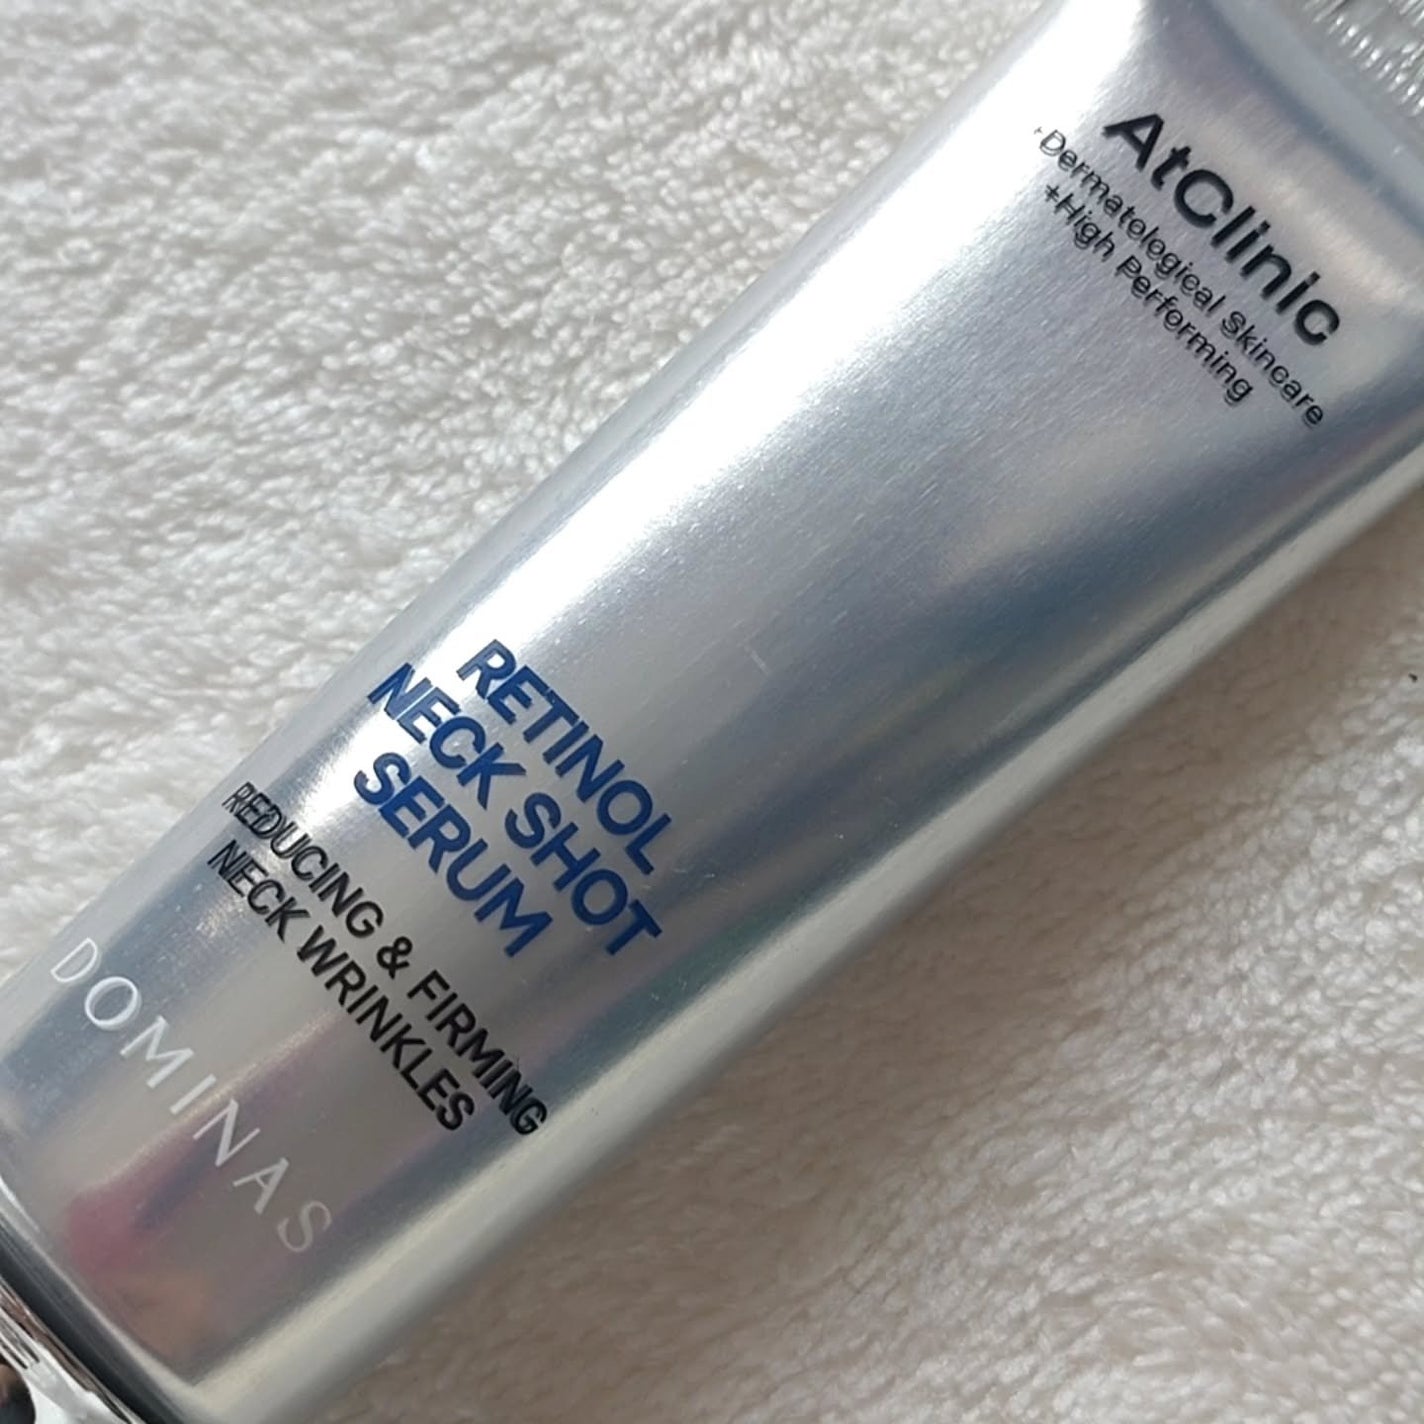 AtClinic
+Dermatological Skincare
+High Performing
RETINOL
NECK SHOT
SERUM
REDUCING & FIRMING
NECK WRINKLES
DOMINAS